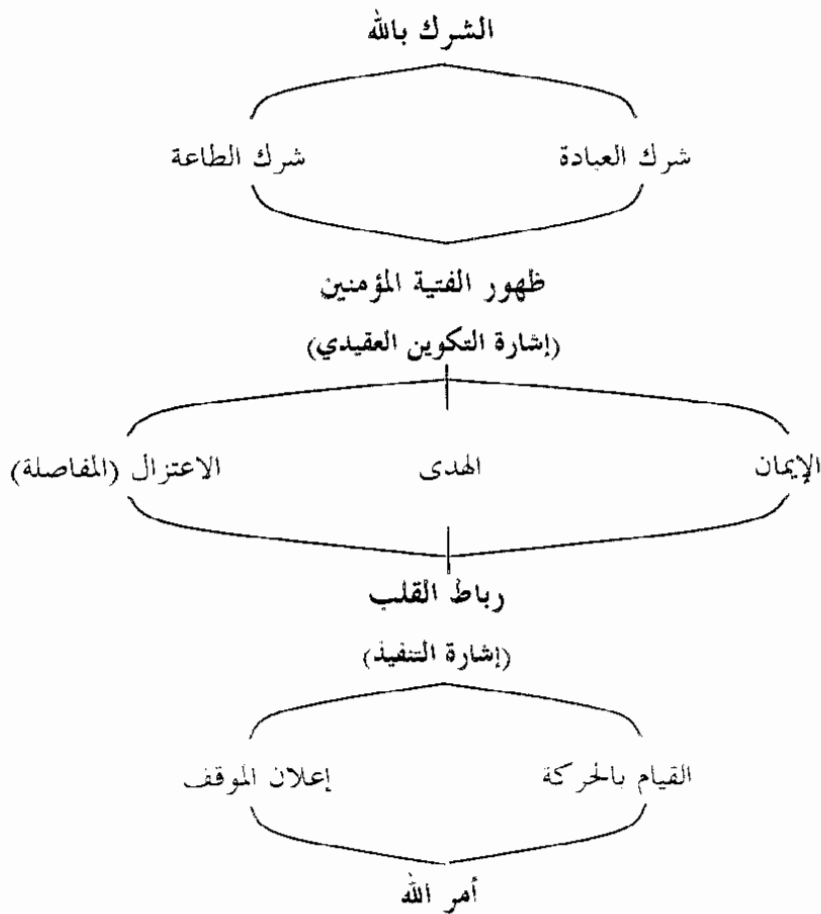 الشرك بالله
شرك العبادة شرك الطاعة
ظهور الفتية المؤمنين
(إشارة التكوين العقيدي)
الإيمان الهدى الاعتزال (المفاصلة)
رباط القلب
(إشارة التنفيذ)
القيام بالحركة إعلان الموقف
أمر الله